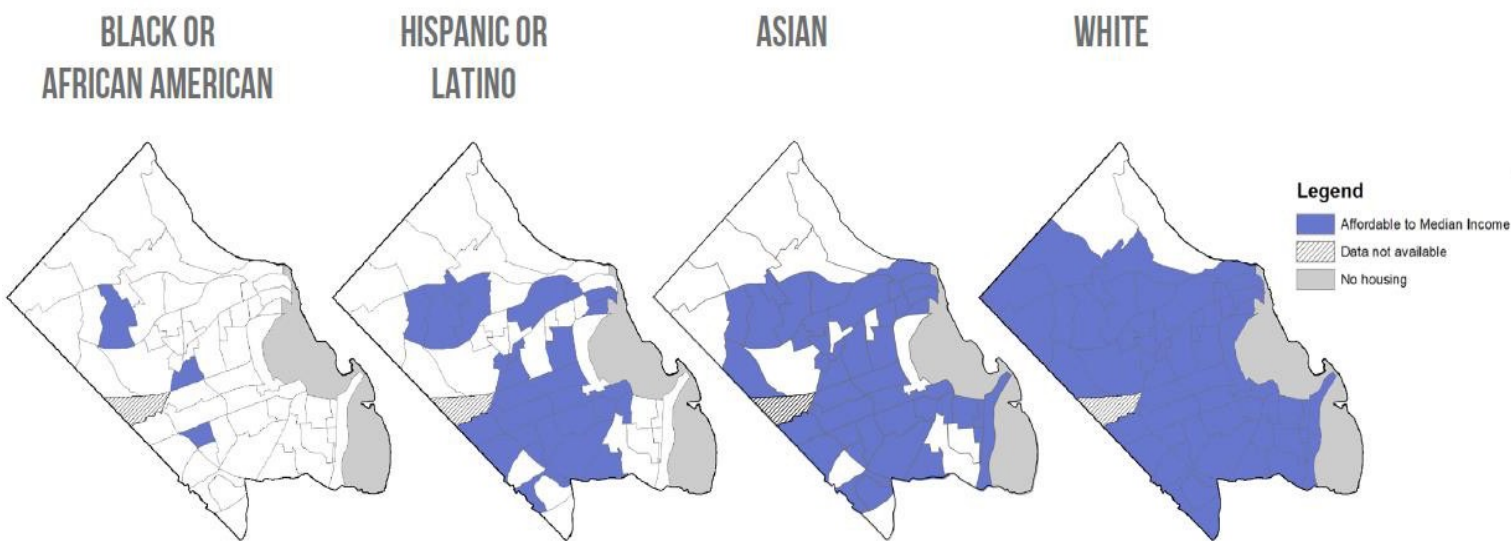 BLACK OR
AFRICAN AMERICAN
HISPANIC OR
LATINO
ASIAN
WHITE
Legend
Affordable to Median Income
Data not available
No housing